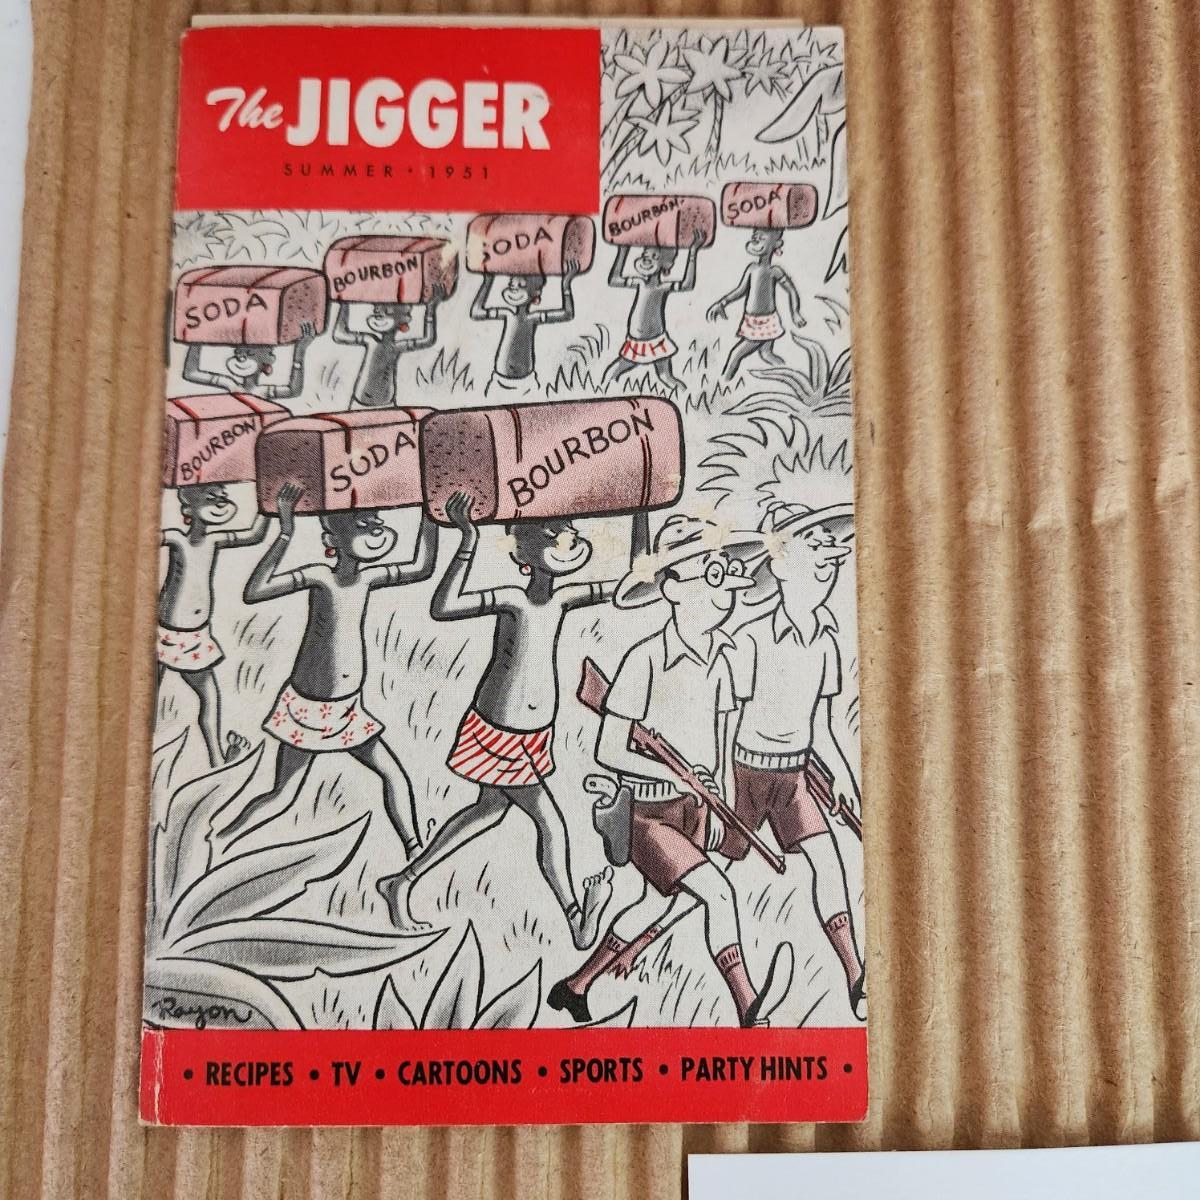 The JIGGER
SUMMER • 1951
SODA
BOURBON
SODA
BOURBON
SODA
BOURBON
SODA
BOURBON
Rayon
• RECIPES • TV • CARTOONS • SPORTS • PARTY HINTS •